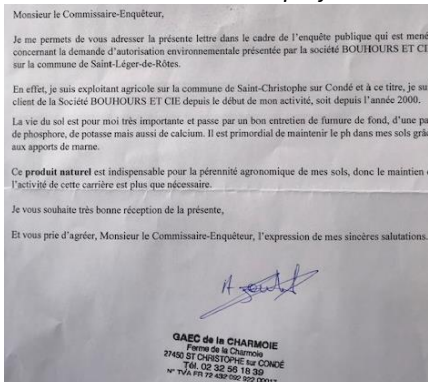 Monsieur le Commissaire-Enquêteur,
Je me permets de vous adresser la présente lettre dans le cadre de l'enquête publique qui est mené
concernant la demande d'autorisation environnementale présentée par la société BOUHOURS ET CI
sur la commune de Saint-Léger-de-Rôtes.
En effet, je suis exploitant agricole sur la commune de Saint-Christophe sur Condé et à ce titre, je su
client de la Société BOUHOURS ET CIE depuis le début de mon activité, soit depuis l'année 2000.
La vie du sol est pour moi très importante et passe par un bon entretien de fumure de fond, d'une pa
de phosphore, de potasse mais aussi de calcium. Il est primordial de maintenir le ph dans mes sols grâ
aux apports de marne.
Ce produit naturel est indispensable pour la pérennité agronomique de mes sols, donc le maintien
l'activité de cette carrière est plus que nécessaire.
Je vous souhaite très bonne réception de la présente,
Et vous prie d'agréer, Monsieur le Commissaire-Enquêteur, l'expression de mes sincères salutations.
GAEC de la CHARMOIE
Ferme de la Charmoie
27450 ST CHRISTOPHE sur CONDÉ
Tél. 02 32 56 18 39
N° TVA FR 72 432 092 922 00017